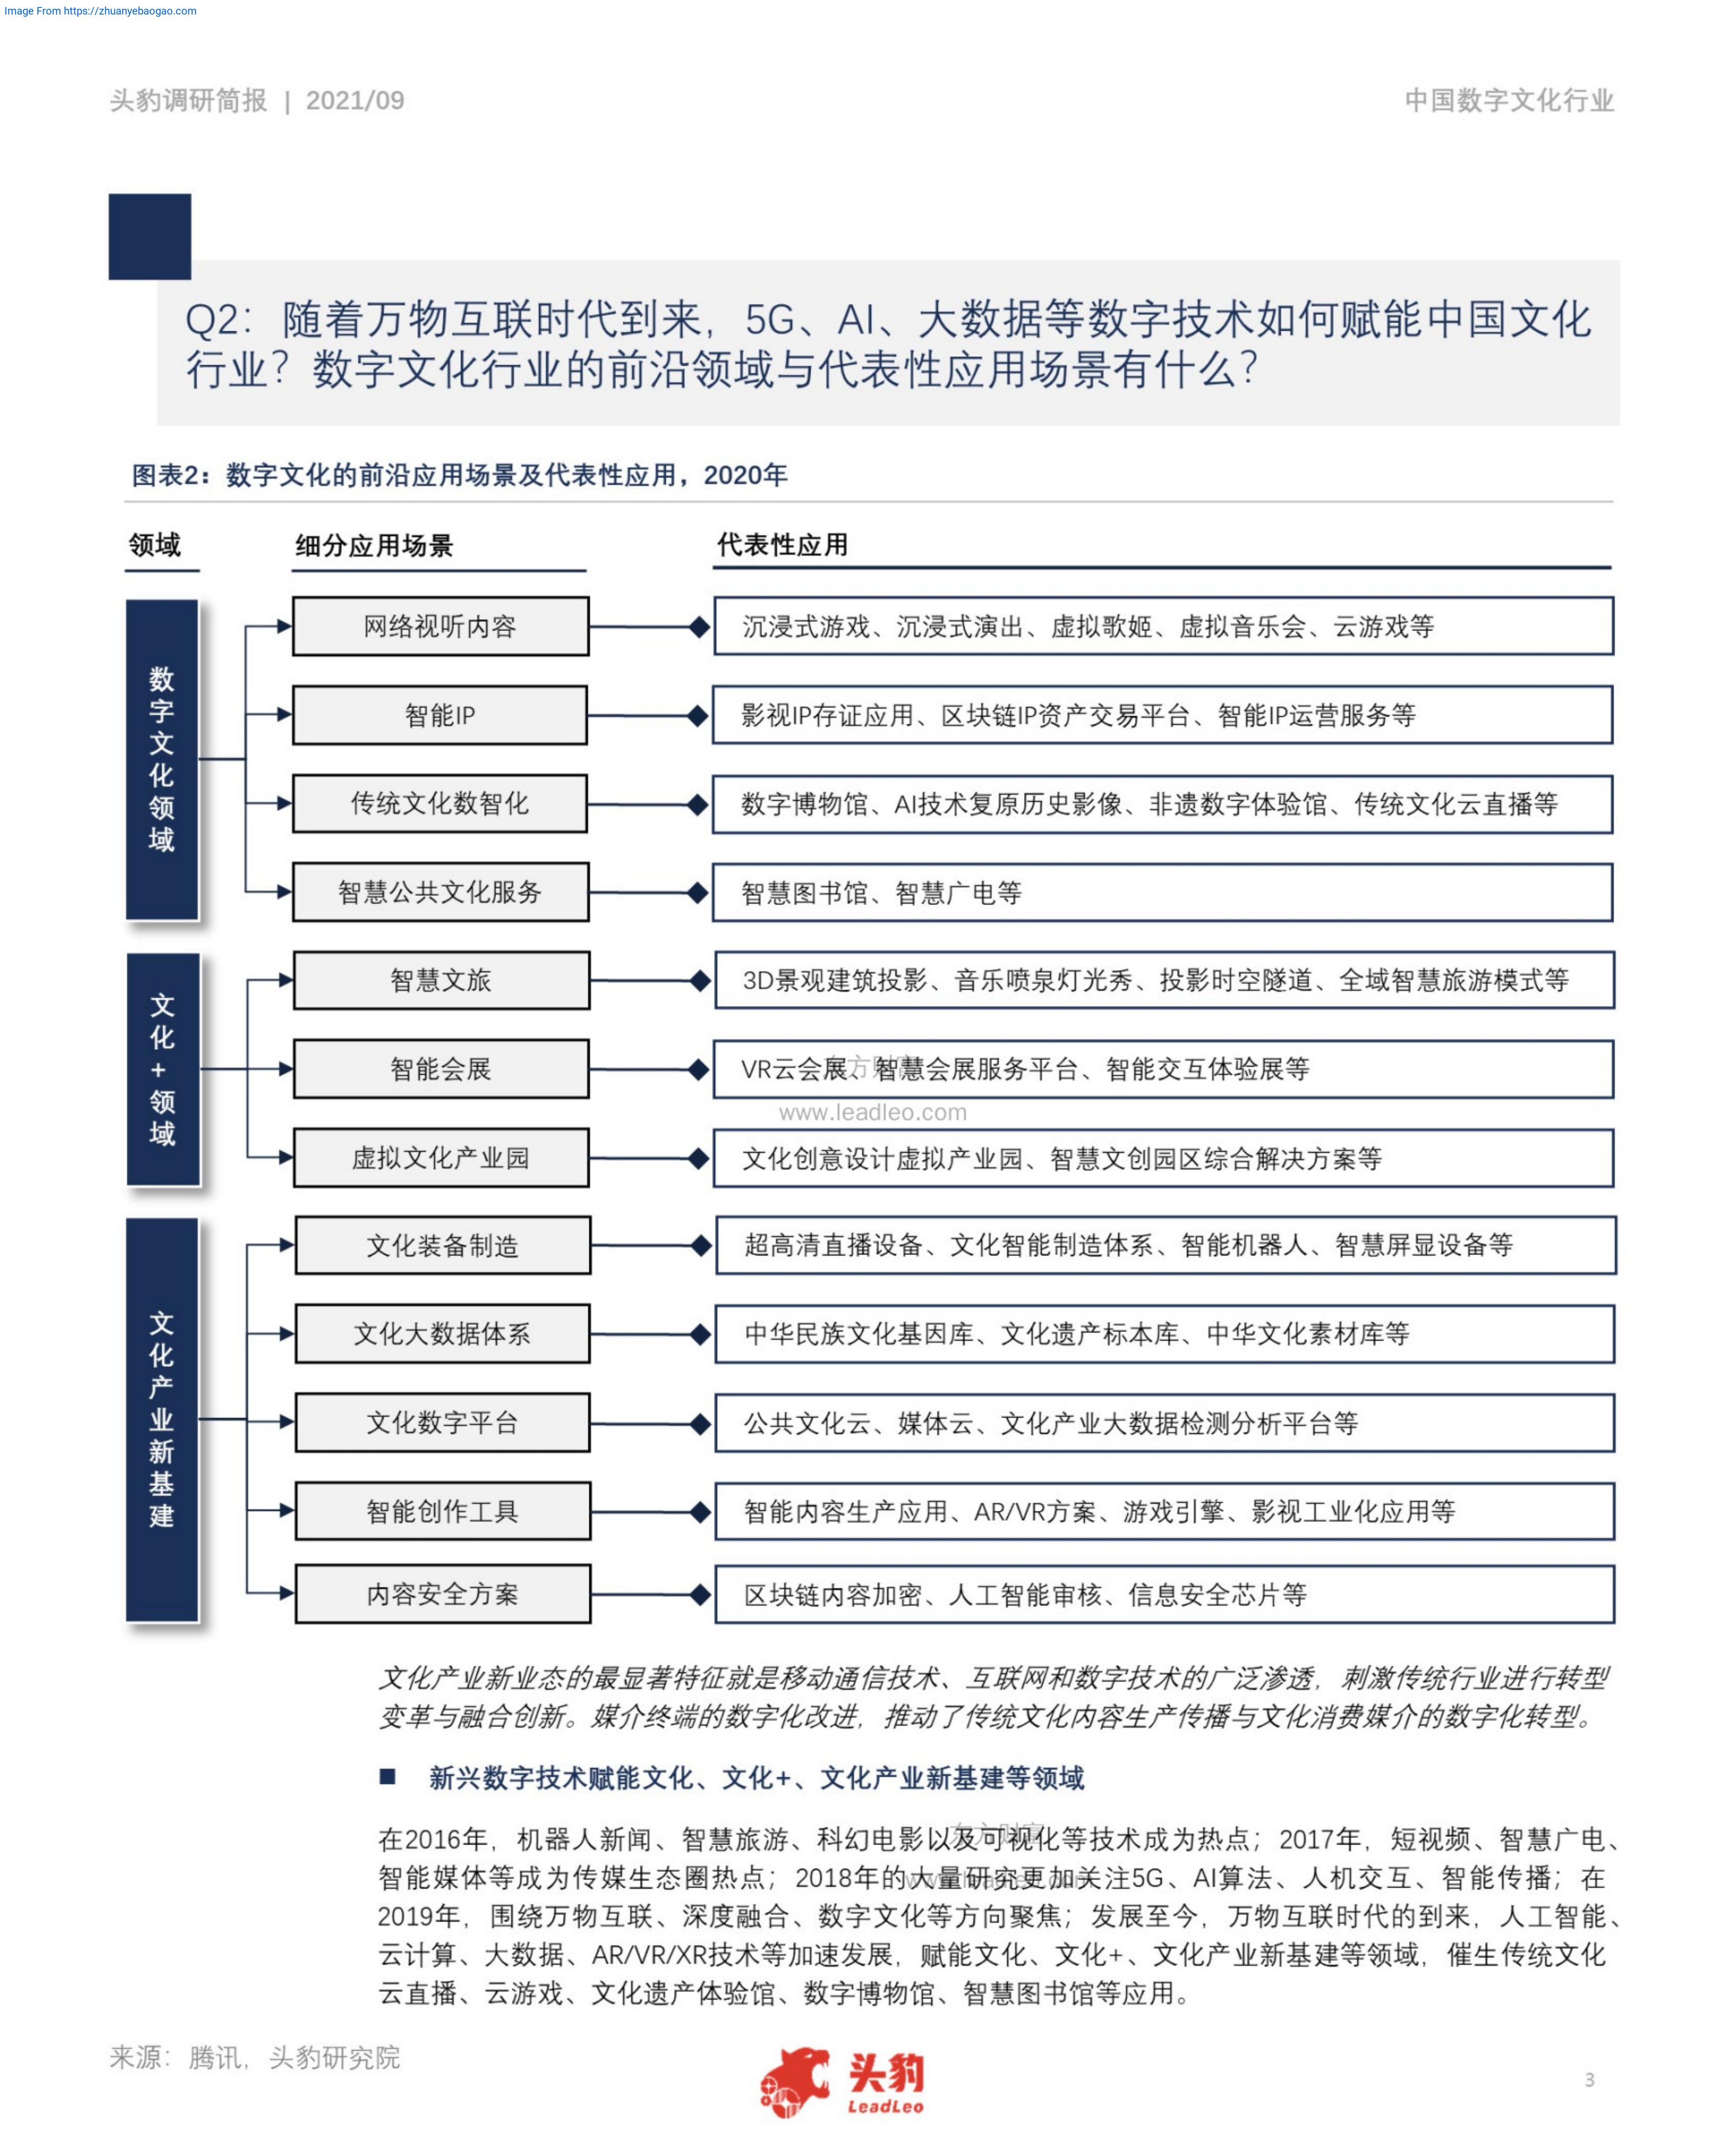 Image From https://zhuanyebaogao.com
头豹调研简报 | 2021/09
中国数字文化行业
Q2：随着万物互联时代到来，5G、AI、大数据等数字技术如何赋能中国文化
行业？数字文化行业的前沿领域与代表性应用场景有什么？
图表2：数字文化的前沿应用场景及代表性应用，2020年
领域
细分应用场景
代表性应用
数字文化领域
网络视听内容
沉浸式游戏、沉浸式演出、虚拟歌姬、虚拟音乐会、云游戏等
智能IP
影视IP存证应用、区块链IP资产交易平台、智能IP运营服务等
传统文化数智化
数字博物馆、AI技术复原历史影像、非遗数字体验馆、传统文化云直播等
智慧公共文化服务
智慧图书馆、智慧广电等
文化+领域
智慧文旅
3D景观建筑投影、音乐喷泉灯光秀、投影时空隧道、全域智慧旅游模式等
智能会展
VR云会展、智慧会展服务平台、智能交互体验展等
www.leadleo.com
虚拟文化产业园
文化创意设计虚拟产业园、智慧文创园区综合解决方案等
文化产业新基建
文化装备制造
超高清直播设备、文化智能制造体系、智能机器人、智慧屏显设备等
文化大数据体系
中华民族文化基因库、文化遗产标本库、中华文化素材库等
文化数字平台
公共文化云、媒体云、文化产业大数据检测分析平台等
智能创作工具
智能内容生产应用、AR/VR方案、游戏引擎、影视工业化应用等
内容安全方案
区块链内容加密、人工智能审核、信息安全芯片等
文化产业新业态的最显著特征就是移动通信技术、互联网和数字技术的广泛渗透，刺激传统行业进行转型
变革与融合创新。媒介终端的数字化改进，推动了传统文化内容生产传播与文化消费媒介的数字化转型。
■ 新兴数字技术赋能文化、文化+、文化产业新基建等领域
在2016年，机器人新闻、智慧旅游、科幻电影以及可视化等技术成为热点；2017年，短视频、智慧广电、
智能媒体等成为传媒生态圈热点；2018年的大量研究更加关注5G、AI算法、人机交互、智能传播；在
2019年，围绕万物互联、深度融合、数字文化等方向聚焦；发展至今，万物互联时代的到来，人工智能、
云计算、大数据、AR/VR/XR技术等加速发展，赋能文化、文化+、文化产业新基建等领域，催生传统文化
云直播、云游戏、文化遗产体验馆、数字博物馆、智慧图书馆等应用。
来源：腾讯，头豹研究院
头豹
LeadLeo
3